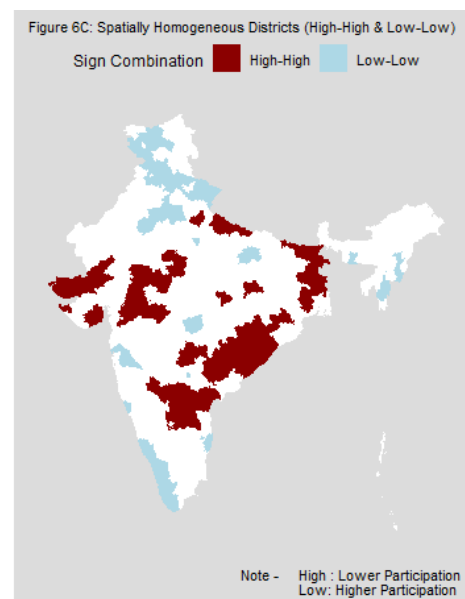 Figure 6C: Spatially Homogeneous Districts (High-High & Low-Low)
Sign Combination High-High Low-Low
Note - High : Lower Participation
Low: Higher Participation